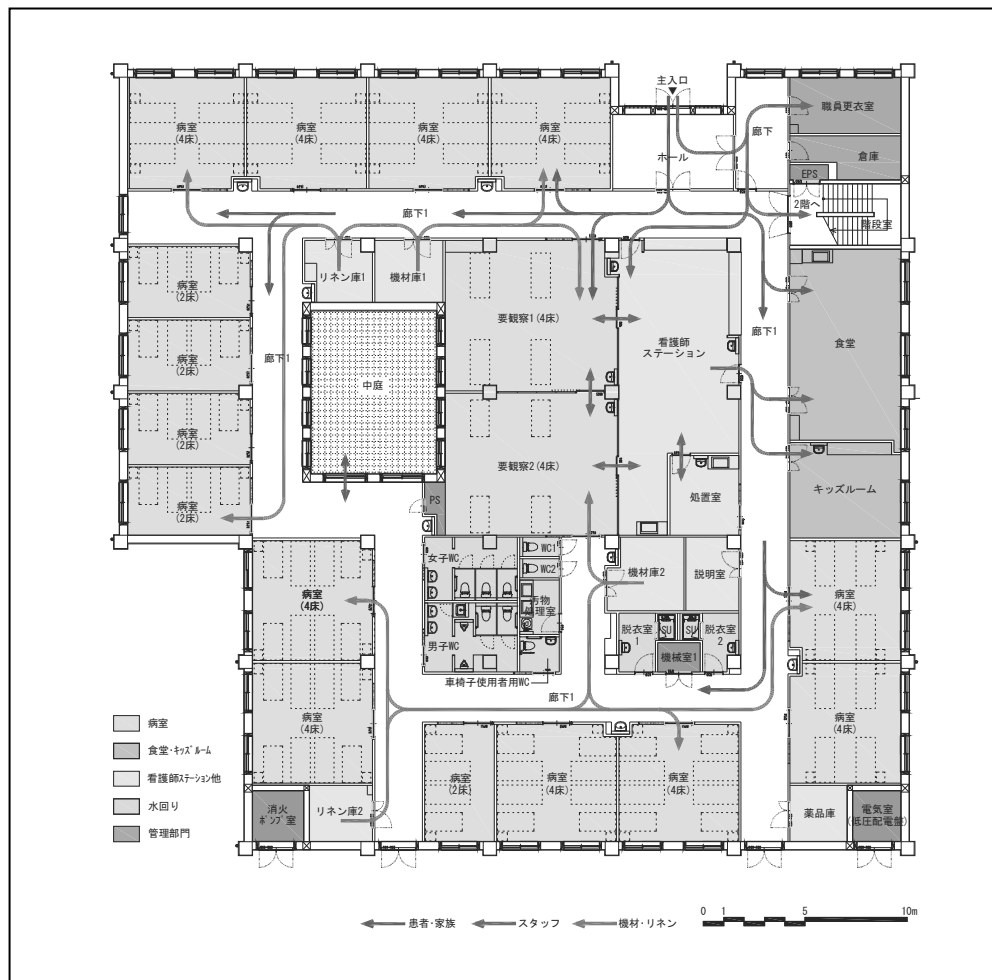 主入口
病室
(4床)
病室
(4床)
病室
(4床)
病室
(4床)
職員更衣室
廊下
倉庫
ホール
EPS
2階へ
階段室
廊下1
リネン庫1
機材庫1
病室
(2床)
要観察1(4床)
看護師
ステーション
廊下1
食堂
病室
(2床)
廊下1
中庭
病室
(2床)
要観察2(4床)
病室
(2床)
PS
処置室
キッズルーム
女子WC
WC1
WC2
機材庫2
説明室
病室
(4床)
汚物
処理室
病室
(4床)
男子WC
脱衣室
1
SU
SU
脱衣室
2
機械室1
車椅子使用者用WC
廊下1
病室
(4床)
病室
(4床)
病室
(2床)
病室
(4床)
病室
(4床)
消火
ポンプ室
リネン庫2
薬品庫
電気室
(低圧配電盤)
病室
食堂・キッズルーム
看護師ステーション他
水回り
管理部門
患者・家族
スタッフ
機材・リネン
0 1 5 10m